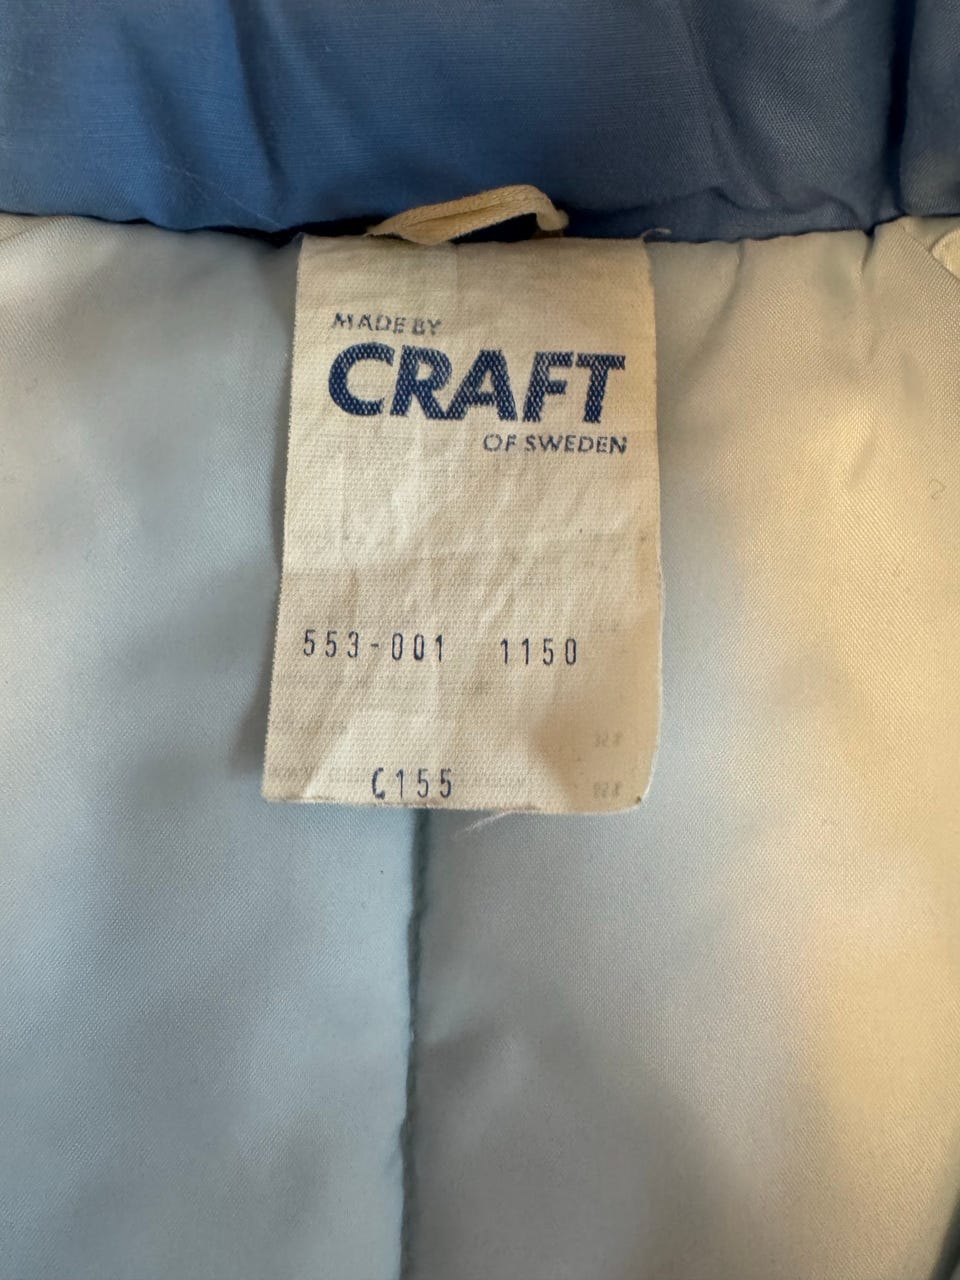 MADE BY
CRAFT
OF SWEDEN
553-001 1150
C155